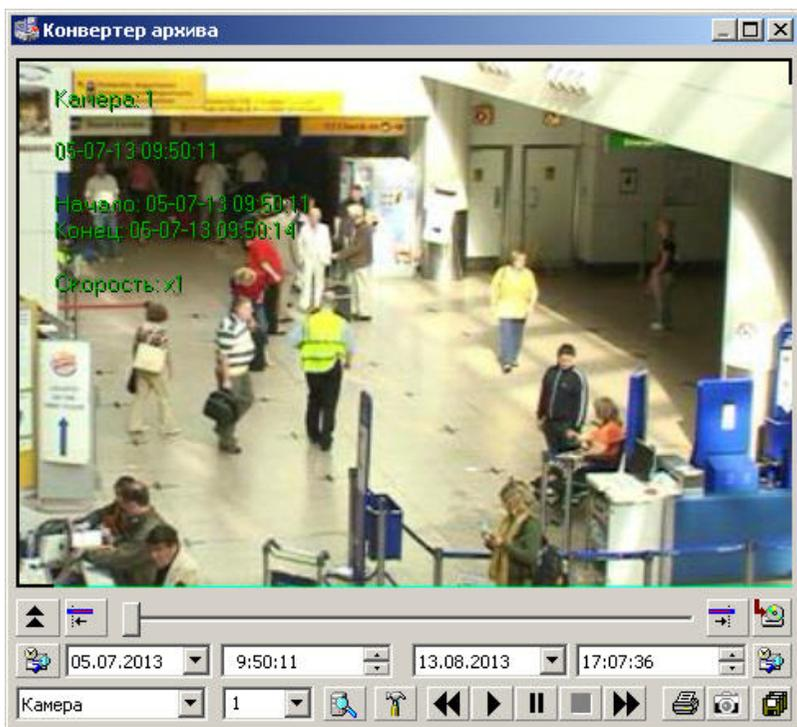 Конвертер архива
Камера: 1
05-07-13 09:50:11
Начало: 05-07-13 09:50:11
Конец: 05-07-13 09:50:14
Скорость: x1
05.07.2013 9:50:11 13.08.2013 17:07:36
Камера 1